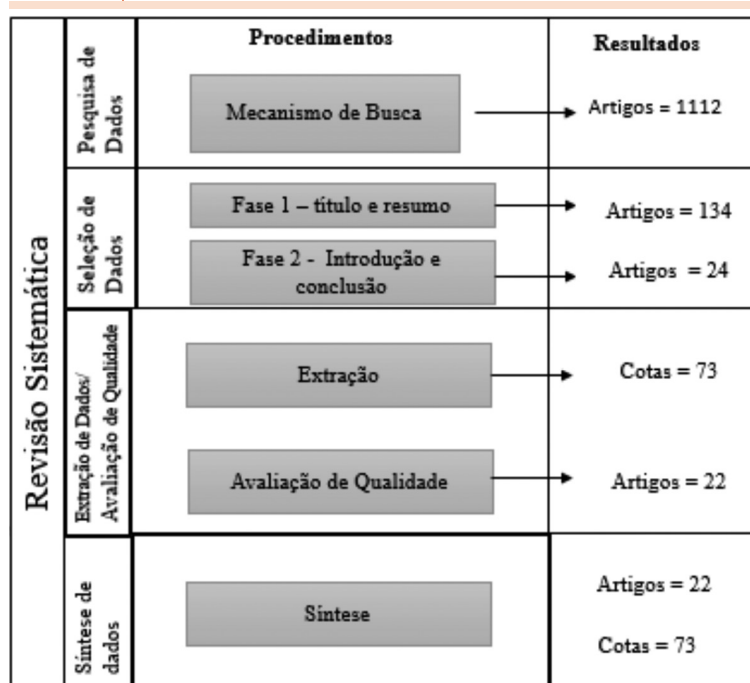 Procedimentos
Resultados
Revisão Sistemática
Pesquisa de
Dados
Mecanismo de Busca
Artigos = 1112
Seleção de
Dados
Fase 1 – título e resumo
Artigos = 134
Fase 2 - Introdução e
conclusão
Artigos = 24
Extração de Dados/
Avaliação de Qualidade
Extração
Cotas = 73
Avaliação de Qualidade
Artigos = 22
Síntese de
dados
Síntese
Artigos = 22
Cotas = 73